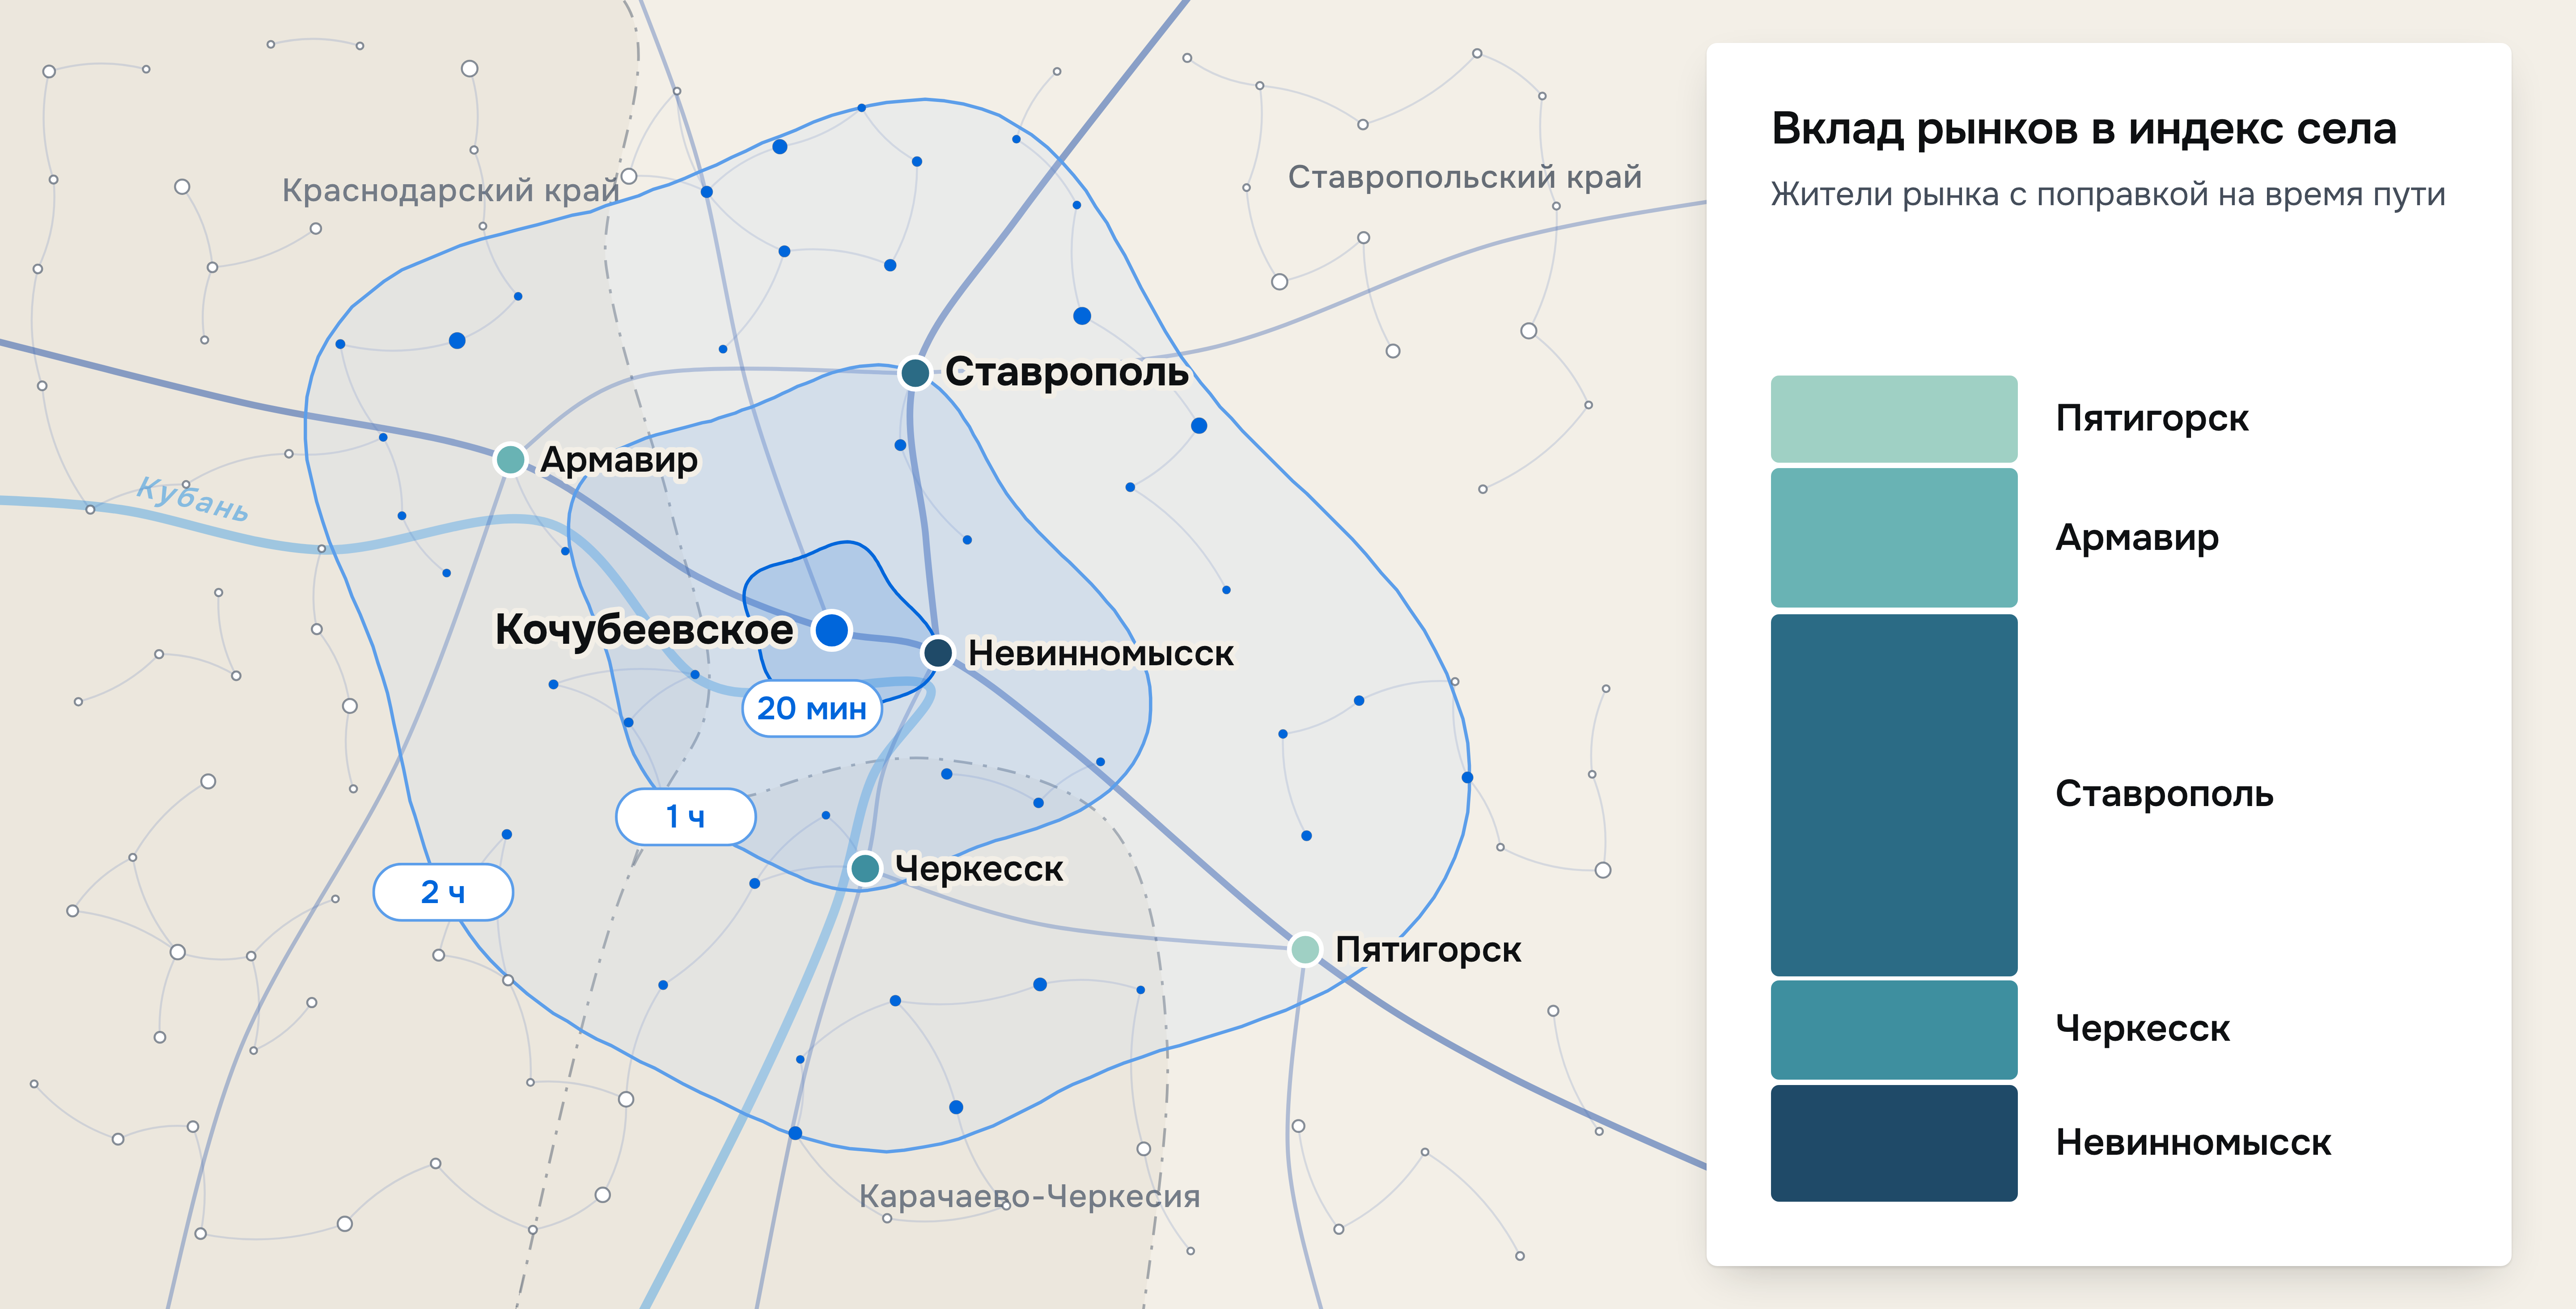 Краснодарский край
Ставропольский край
Ставрополь
Армавир
Кубань
Кочубеевское
Невинномысск
20 мин
1 ч
Черкесск
2 ч
Пятигорск
Карачаево-Черкесия
Вклад рынков в индекс села
Жители рынка с поправкой на время пути
Пятигорск
Армавир
Ставрополь
Черкесск
Невинномысск